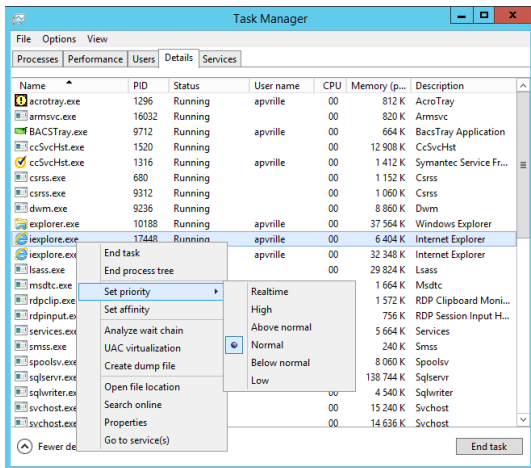 Task Manager
File Options View
Processes Performance Users Details Services
Name PID Status User name CPU Memory (p... Description
acrotray.exe 1296 Running apvrille 00 812 K AcroTray
armsvc.exe 16032 Running 00 820 K Armsvc
BACSTray.exe 9712 Running apvrille 00 664 K BacsTray Application
ccSvcHst.exe 1520 Running 00 12 908 K CcSvcHst
ccSvcHst.exe 1316 Running apvrille 00 1 412 K Symantec Service Fr...
csrss.exe 680 Running 00 1 152 K Csrss
csrss.exe 9312 Running 00 1 060 K Csrss
dwm.exe 9236 Running 00 8 860 K Dwm
explorer.exe 10188 Running apvrille 00 37 564 K Windows Explorer
iexplore.exe 17448 Running apvrille 00 6 404 K Internet Explorer
iexplore.exe apvrille 00 32 348 K Internet Explorer
lsass.exe 00 29 824 K Lsass
msdtc.exe 1 664 K Msdtc
rdpclip.exe 1 572 K RDP Clipboard Moni...
rdpinput.ex 756 K RDP Session Input H...
services.exe 5 664 K Services
smss.exe 240 K Smss
spoolsv.exe 8 060 K Spoolsv
sqlservr.exe 138 744 K Sqlservr
sqlwriter.ex 00 4 540 K Sqlwriter
svchost.exe 00 15 240 K Svchost
svchost.exe 00 14 636 K Svchost
End task
End process tree
Set priority
Set affinity
Analyze wait chain
UAC virtualization
Create dump file
Open file location
Search online
Properties
Go to service(s)
Realtime
High
Above normal
Normal
Below normal
Low
Fewer de
End task